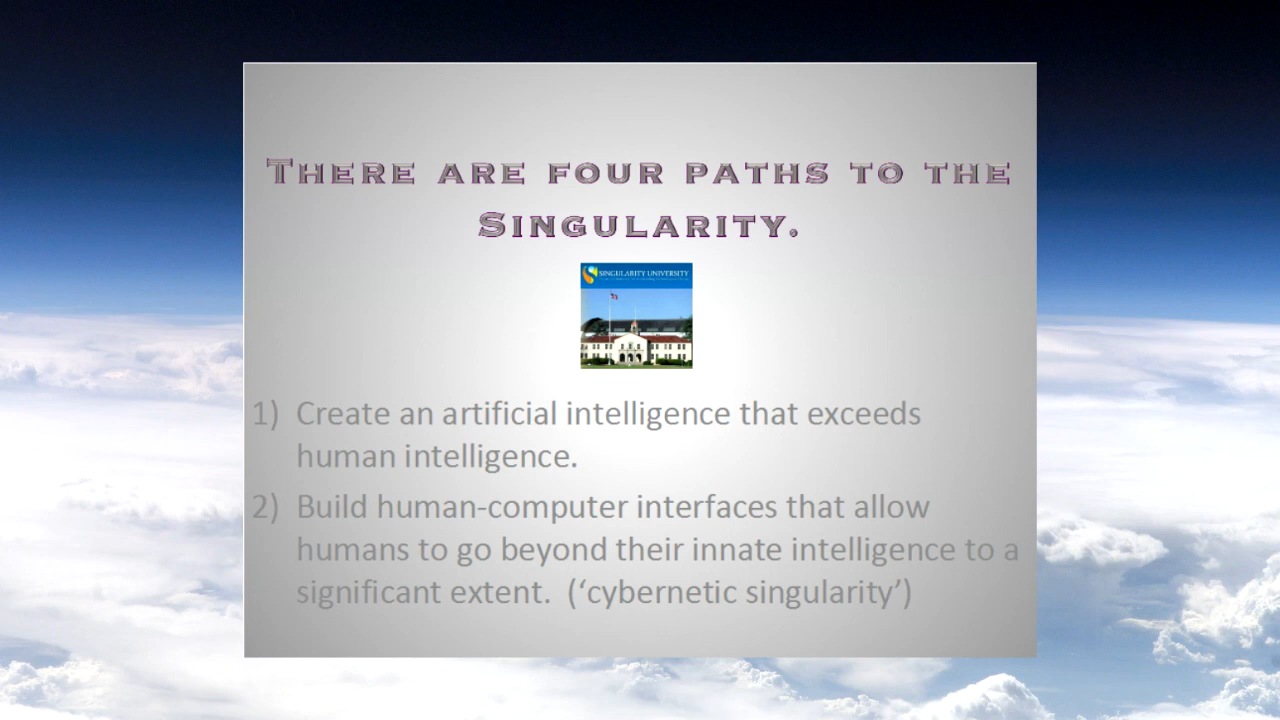 There are four paths to the
Singularity.
SINGULARITY UNIVERSITY
1) Create an artificial intelligence that exceeds
human intelligence.
2) Build human-computer interfaces that allow
humans to go beyond their innate intelligence to a
significant extent. (‘cybernetic singularity’)